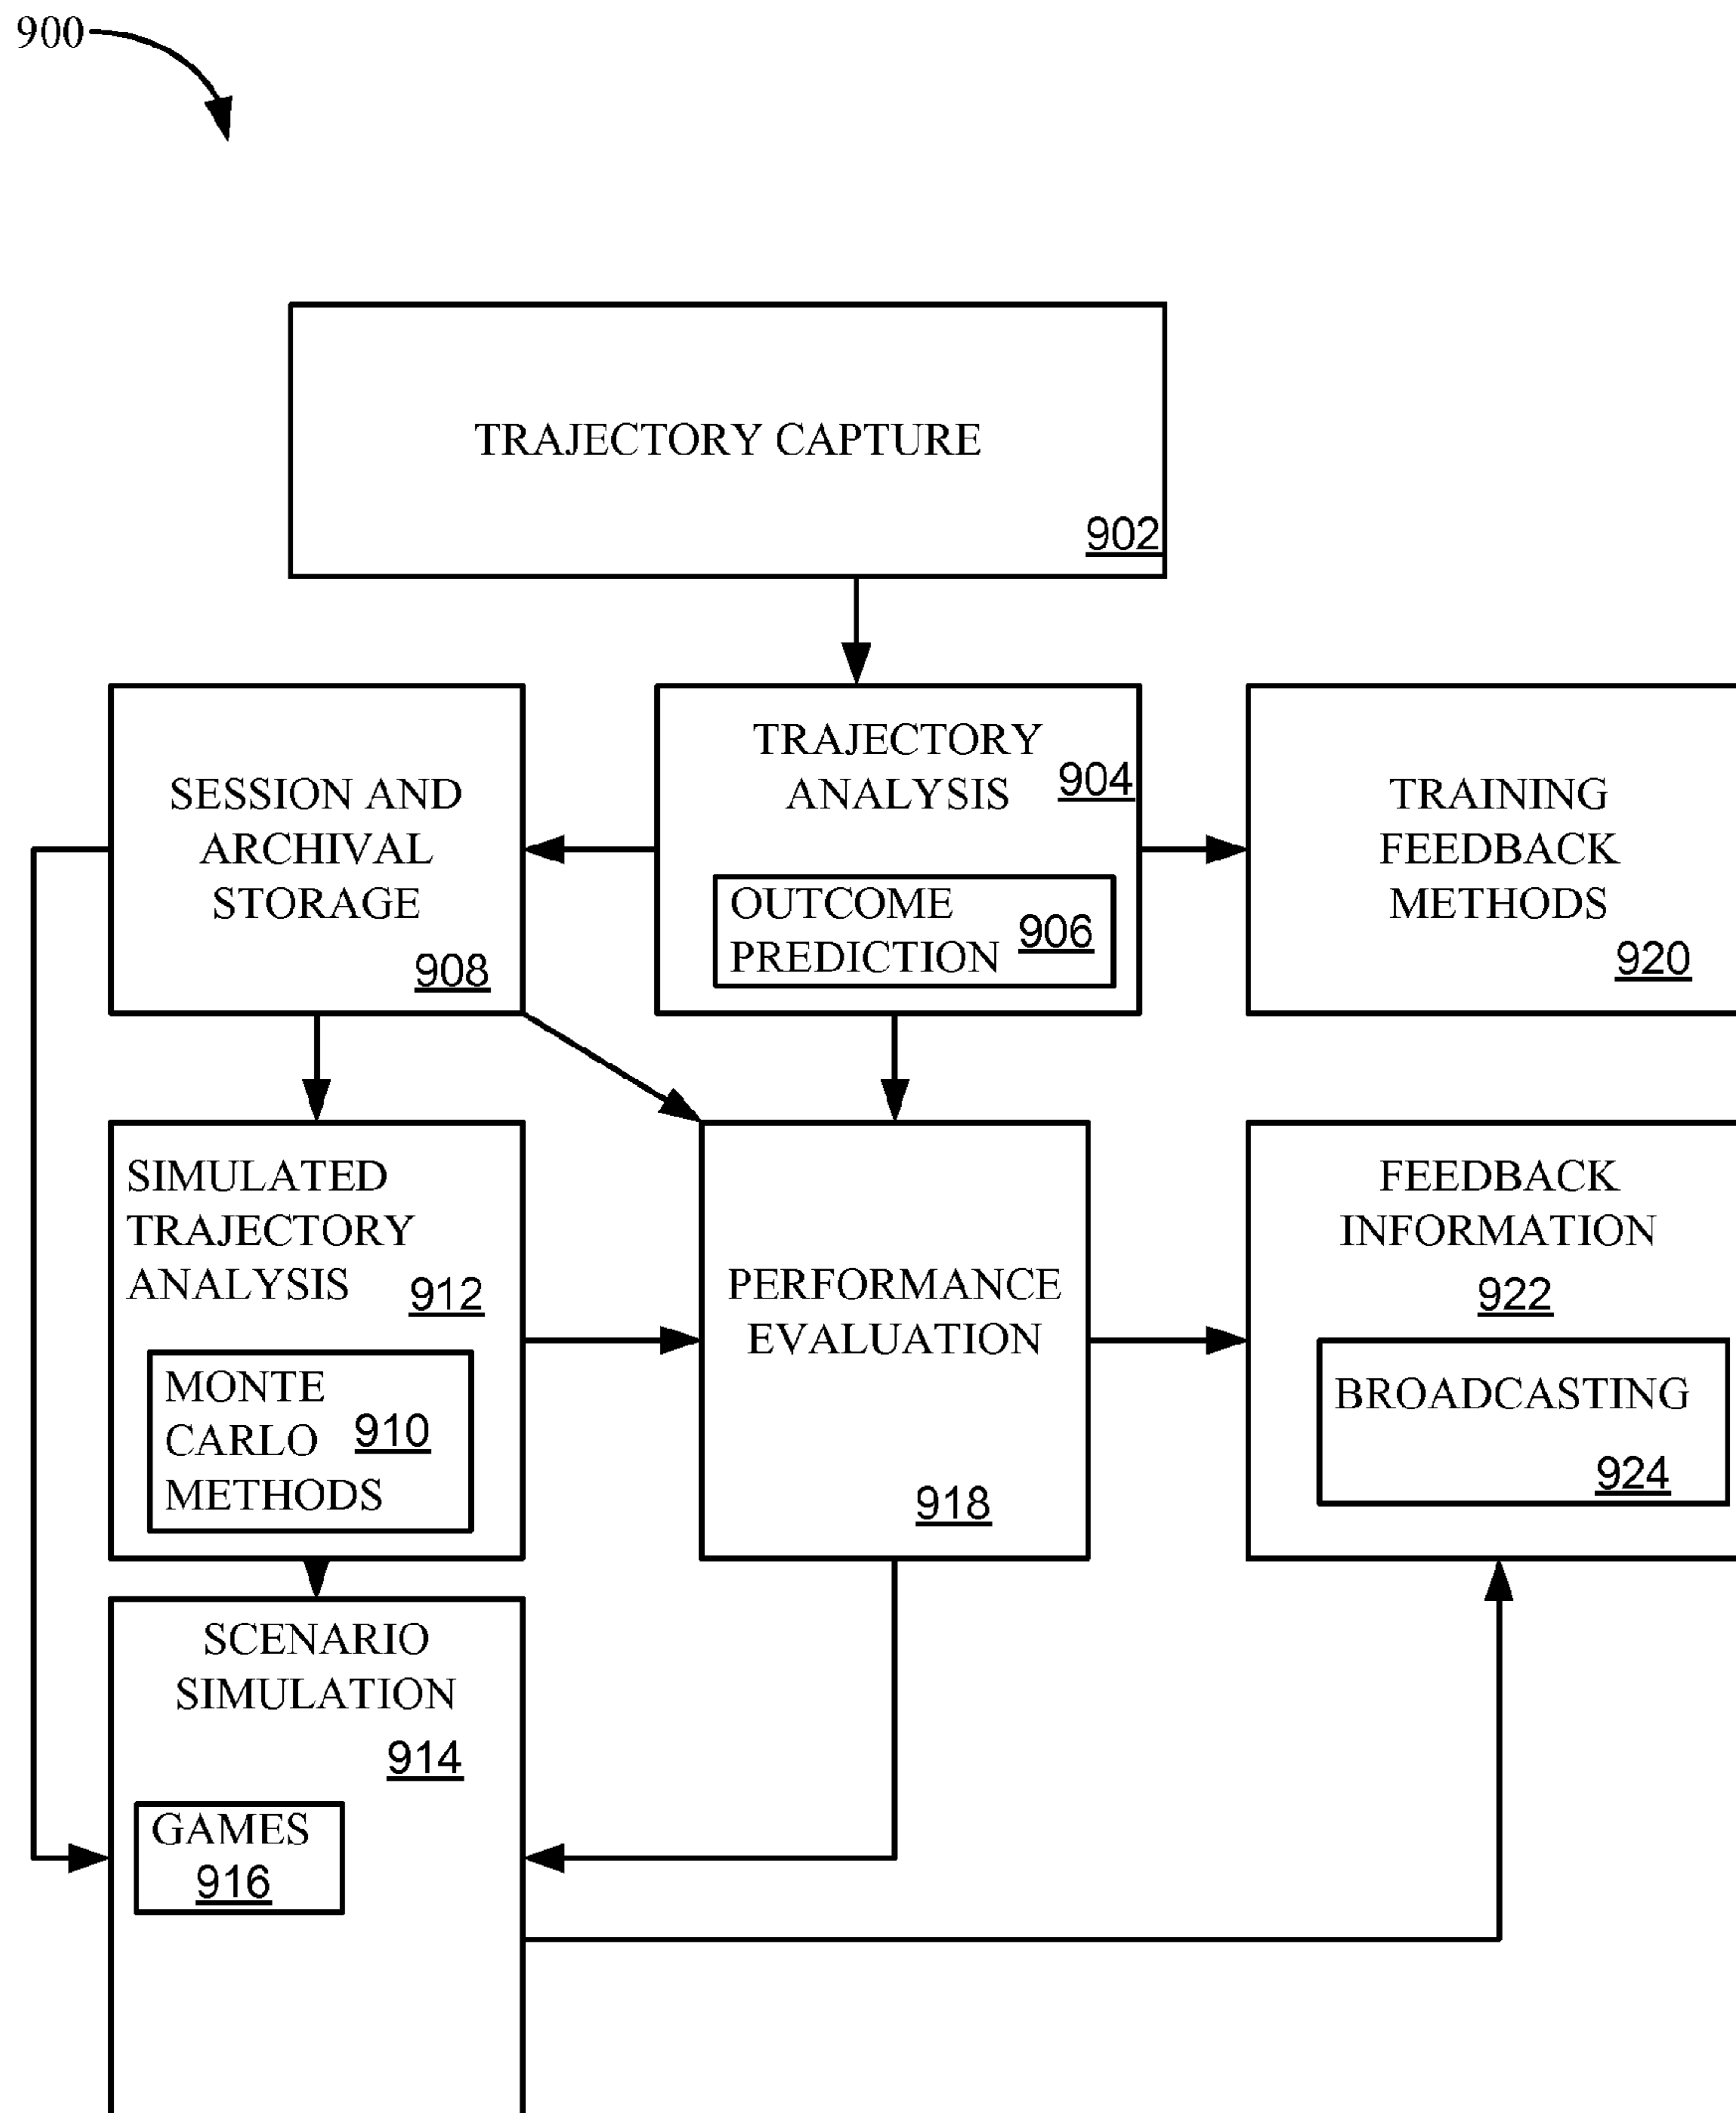 900
TRAJECTORY CAPTURE
902
SESSION AND
ARCHIVAL
STORAGE
908
TRAJECTORY
ANALYSIS
904
OUTCOME
PREDICTION
906
TRAINING
FEEDBACK
METHODS
920
SIMULATED
TRAJECTORY
ANALYSIS
912
MONTE
CARLO
METHODS
910
PERFORMANCE
EVALUATION
918
FEEDBACK
INFORMATION
922
BROADCASTING
924
SCENARIO
SIMULATION
914
GAMES
916